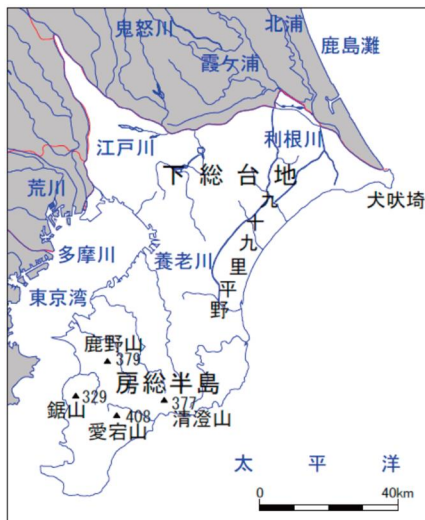 鬼怒川
北浦
鹿島灘
霞ケ浦
江戸川
利根川
下総台地
荒川
犬吠埼
九十九里平野
多摩川
養老川
東京湾
鹿野山
379
房総半島
鋸山
329
377
408
愛宕山
清澄山
太平洋
0 40km